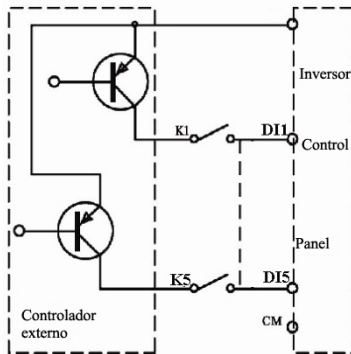 Inversor
K1
DI1
Control
Panel
K5
DI5
Controlador
externo
CM